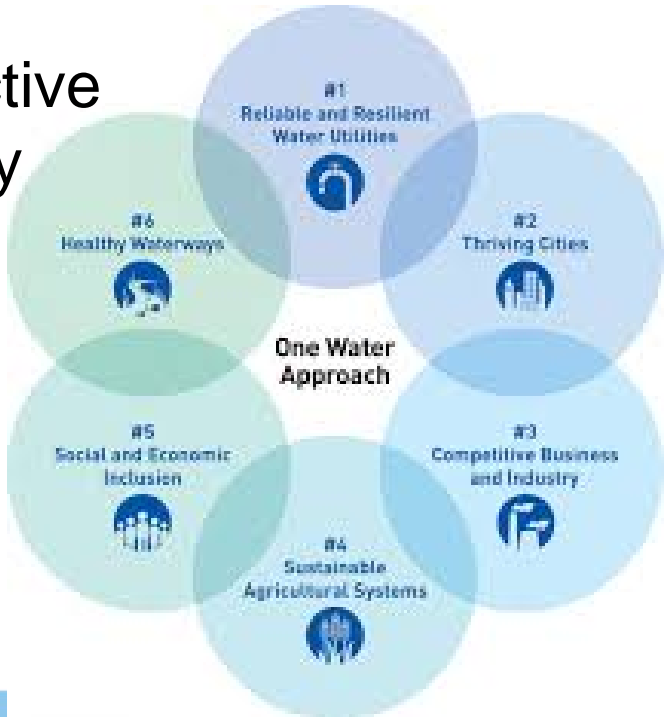 ctive
y
#1
Reliable and Resilient
Water Utilities
#2
Thriving Cities
#3
Competitive Business
and Industry
#4
Sustainable
Agricultural Systems
#5
Social and Economic
Inclusion
#6
Healthy Waterways
One Water
Approach